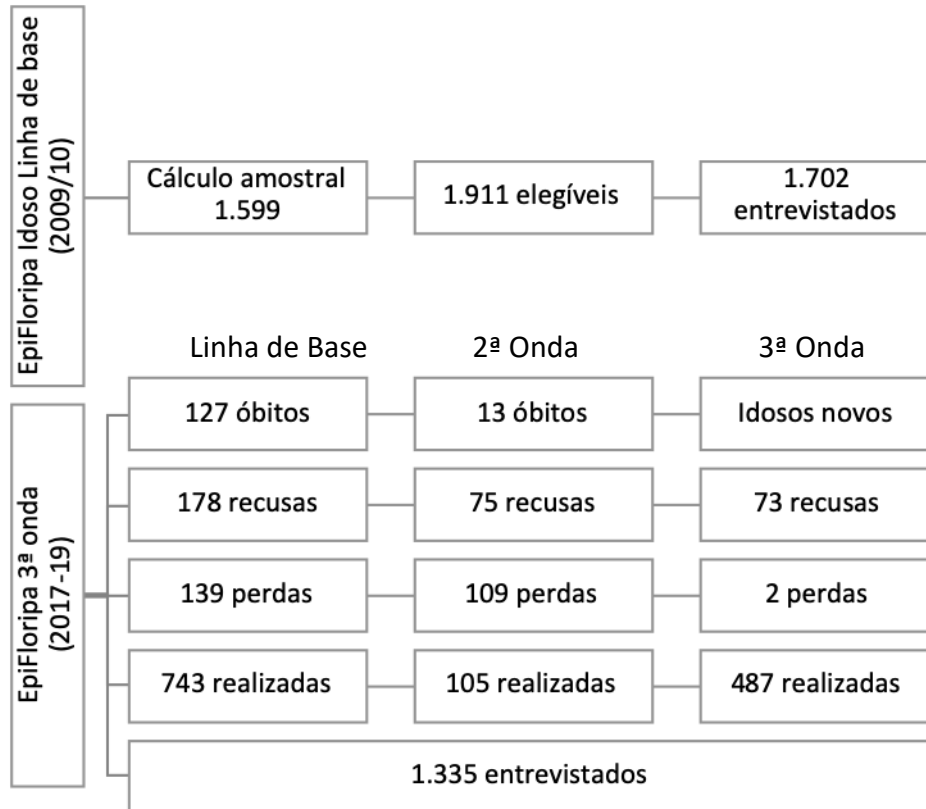 EpiFloripa Idoso Linha de base
(2009/10)
Cálculo amostral
1.599
1.911 elegíveis
1.702
entrevistados
Linha de Base
2ª Onda
3ª Onda
EpiFloripa 3ª onda
(2017-19)
127 óbitos
13 óbitos
Idosos novos
178 recusas
75 recusas
73 recusas
139 perdas
109 perdas
2 perdas
743 realizadas
105 realizadas
487 realizadas
1.335 entrevistados